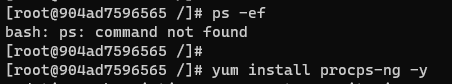 [root@904ad7596565 /]# ps -ef
bash: ps: command not found
[root@904ad7596565 /]#
[root@904ad7596565 /]# yum install procps-ng -y